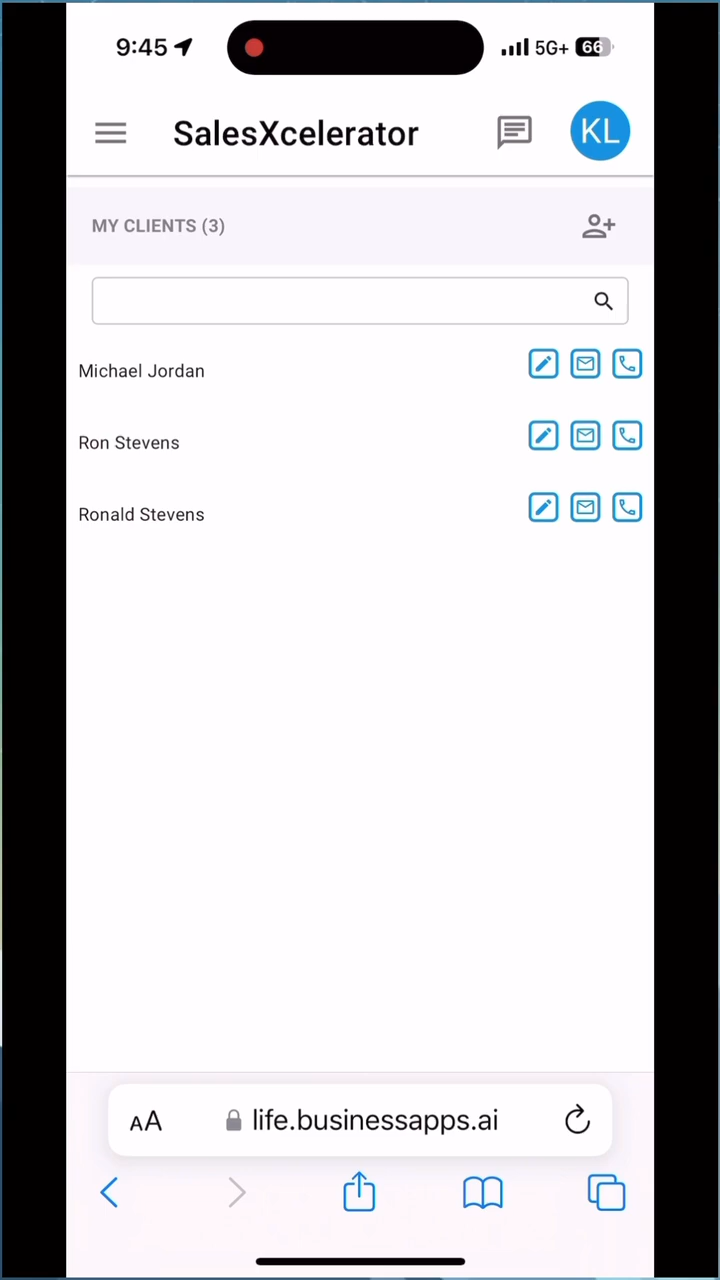 9:45 5G+ 66
SalesXcelerator KL
MY CLIENTS (3)
Michael Jordan
Ron Stevens
Ronald Stevens
AA life.businessapps.ai